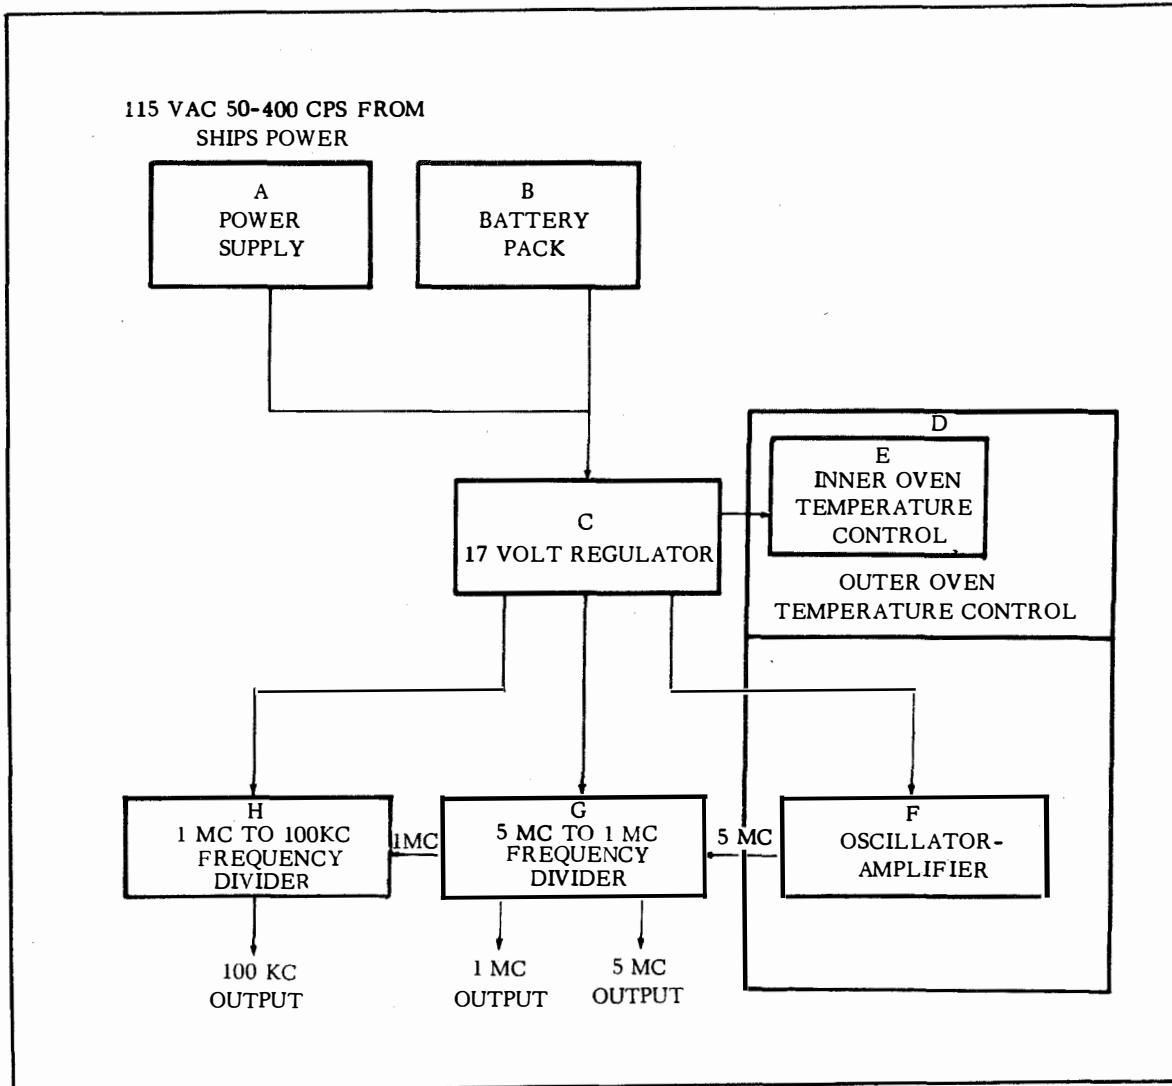 115 VAC 50-400 CPS FROM
SHIPS POWER
A
POWER
SUPPLY
B
BATTERY
PACK
C
17 VOLT REGULATOR
D
E
INNER OVEN
TEMPERATURE
CONTROL
OUTER OVEN
TEMPERATURE CONTROL
H
1 MC TO 100KC
FREQUENCY
DIVIDER
1MC
G
5 MC TO 1 MC
FREQUENCY
DIVIDER
5 MC
F
OSCILLATOR-
AMPLIFIER
100 KC
OUTPUT
1 MC
OUTPUT
5 MC
OUTPUT